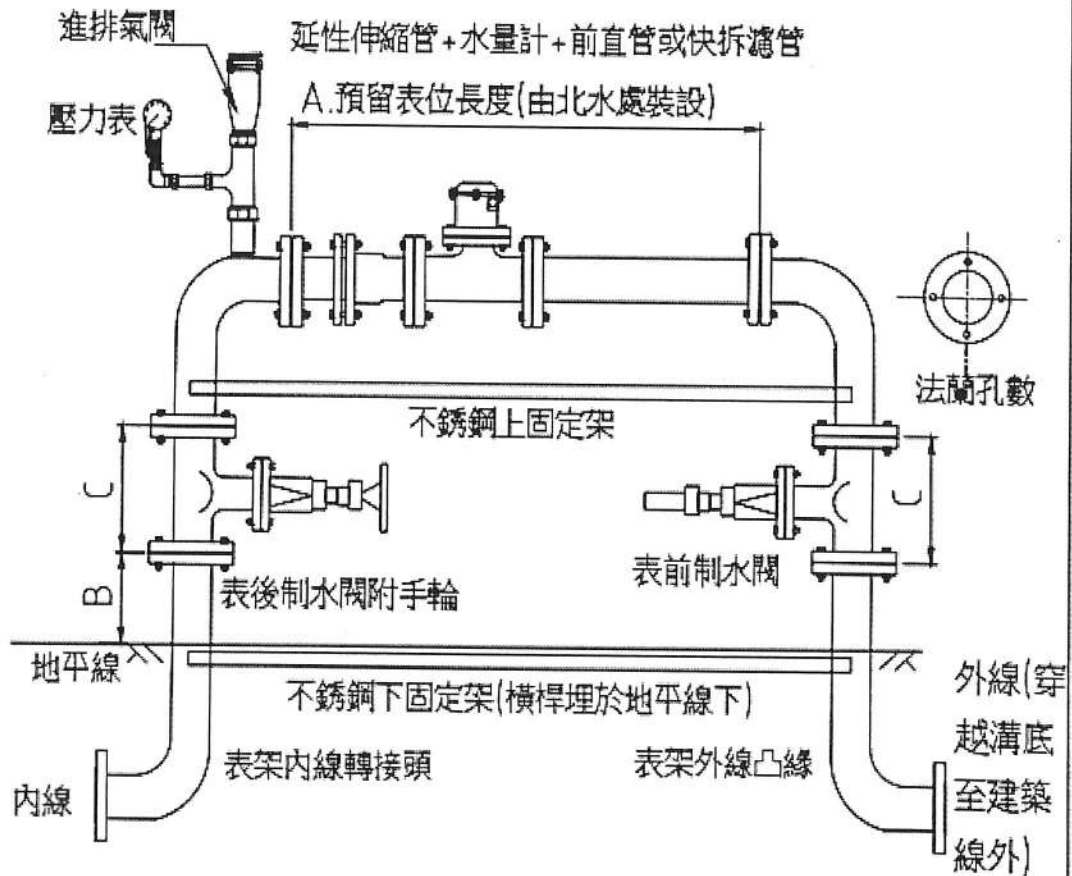 進排氣閥
延性伸縮管+水量計+前直管或快拆濾管
壓力表
A.預留表位長度(由北水處裝設)
法蘭孔數
不銹鋼上固定架
C
C
表後制水閥附手輪
表前制水閥
B
地平線
不銹鋼下固定架(橫桿埋於地平線下)
外線(穿
越溝底
至建築
線外)
表架內線轉接頭
表架外線凸緣
內線